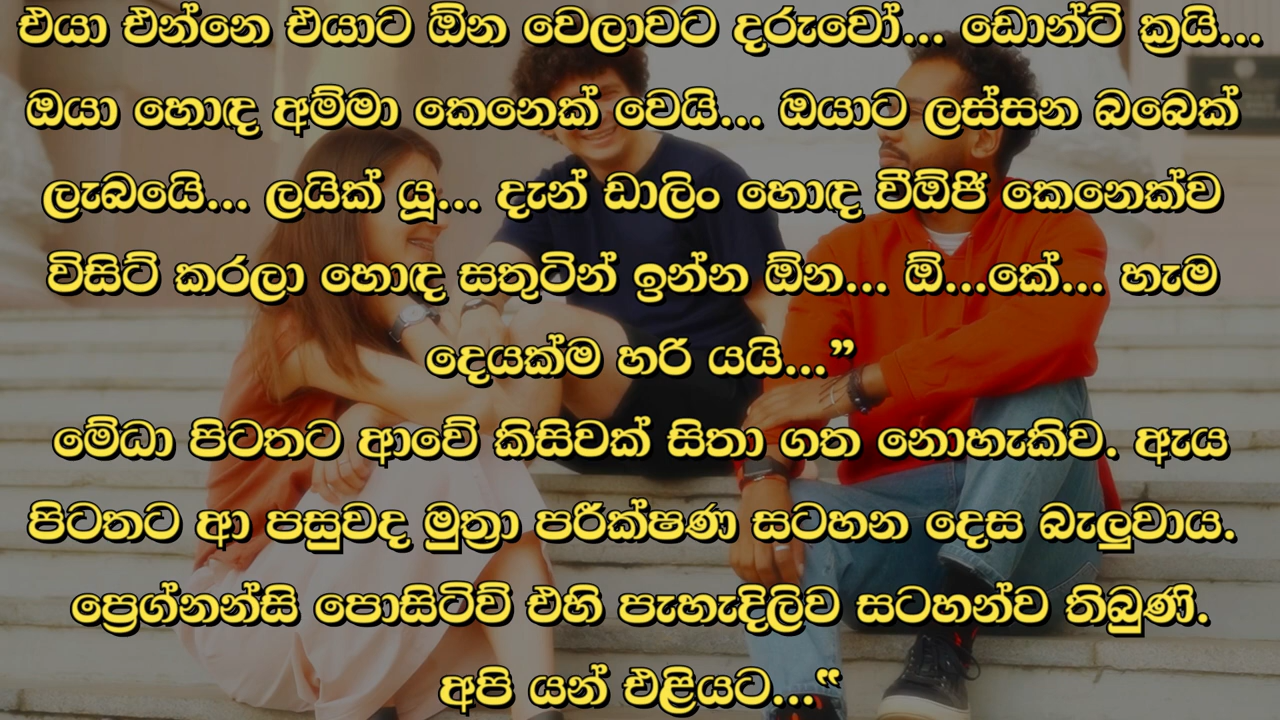 එයා එන්නෙ එයාට ඕන වෙලාවට දරුවෝ... ඩොන්ට් ක්‍රයි...
ඔයා හොඳ අම්මා කෙනෙක් වෙයි... ඔයාට ලස්සන බබෙක්
ලැබයෙි... ලයික් යූ... දැන් ඩාලිං හොඳ වීඕජී කෙනෙක්ව
විසිට් කරලා හොඳ සතුටින් ඉන්න ඕන... ඕ...කේ... හැම
දෙයක්ම හරි යයි...”
මේධා පිටතට ආවේ කිසිවක් සිතා ගත නොහැකිව. ඇය
පිටතට ආ පසුවද මුත්‍රා පරීක්ෂණ සටහන දෙස බැලුවාය.
ප්‍රෙග්නන්සි පොසිටිව් එහි පැහැදිලිව සටහන්ව තිබුණි.
අපි යන් එළියට...“